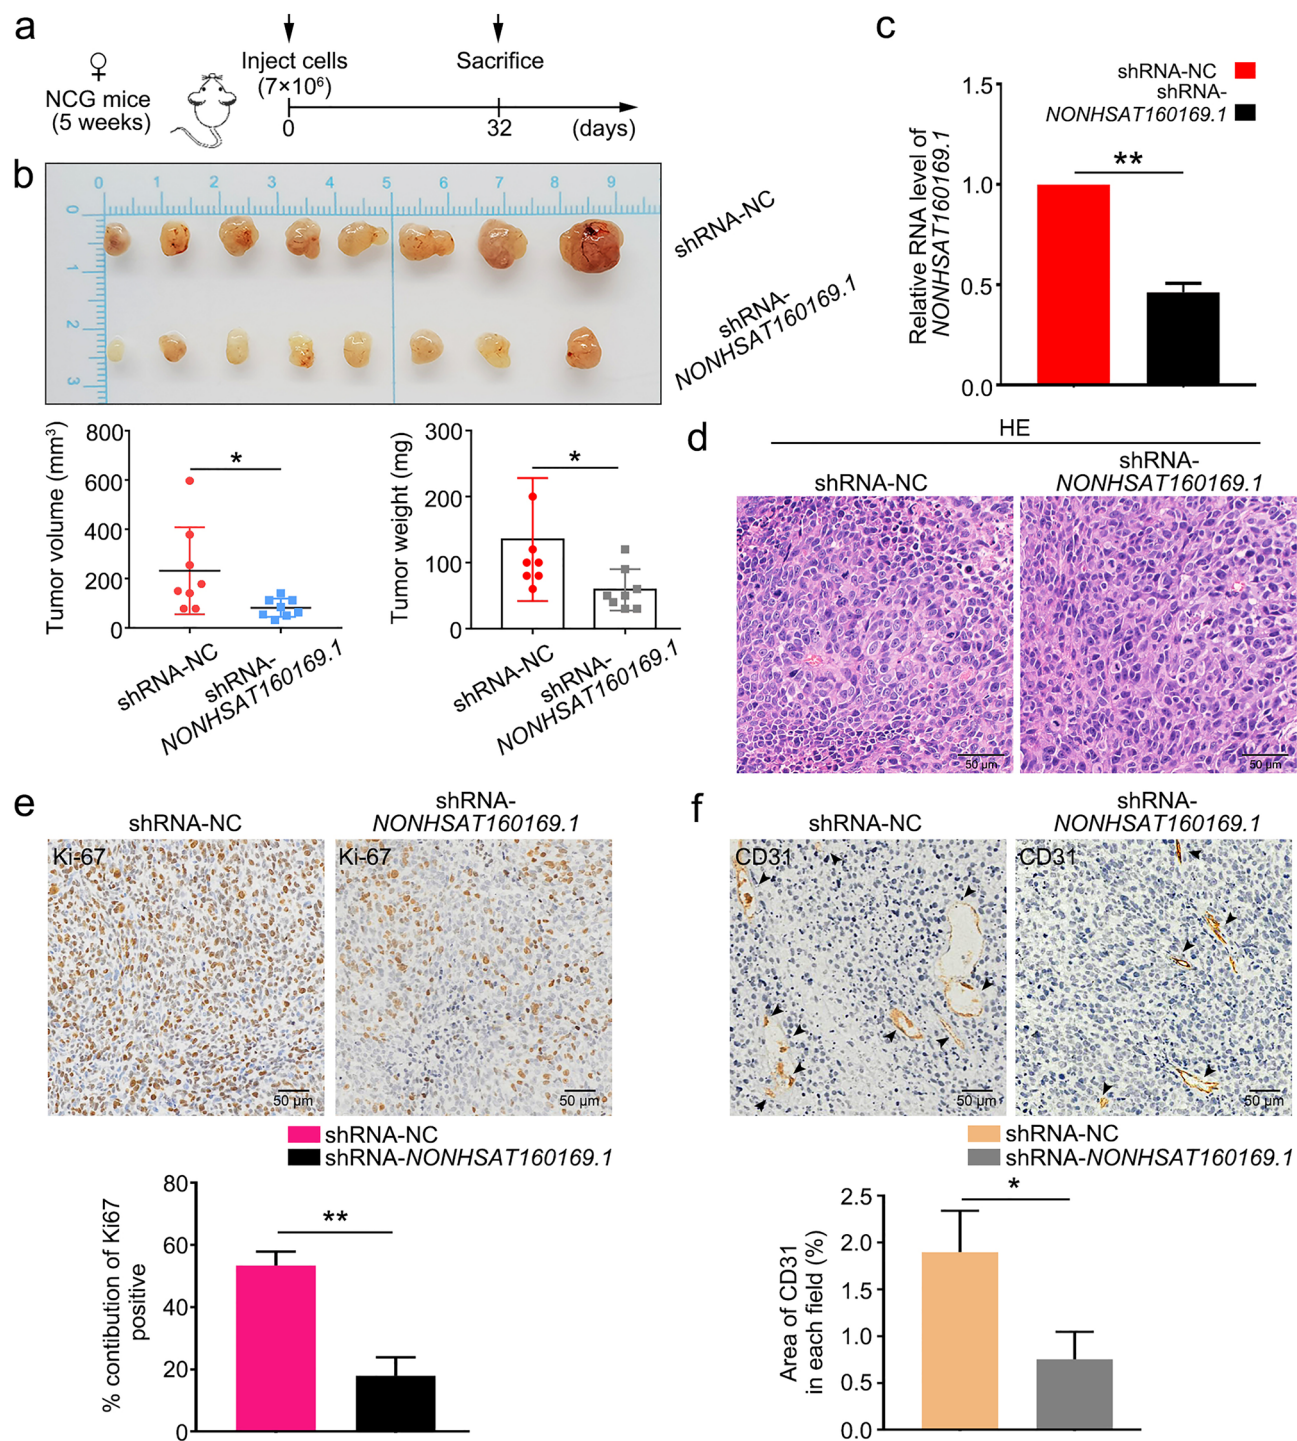 a
♀
NCG mice
(5 weeks)
Inject cells
(7×10⁶)
Sacrifice
0
32
(days)
b
0 1 2 3 4 5 6 7 8 9
0
1
2
3
shRNA-NC
shRNA-
NONHSAT160169.1
Tumor volume (mm³)
800
600
400
200
0
*
shRNA-NC
shRNA-
NONHSAT160169.1
Tumor weight (mg)
300
200
100
0
*
shRNA-NC
shRNA-
NONHSAT160169.1
c
shRNA-NC
shRNA-
NONHSAT160169.1
Relative RNA level of
NONHSAT160169.1
1.5
1.0
0.5
0.0
**
d
HE
shRNA-NC
shRNA-
NONHSAT160169.1
50 μm
50 μm
e
shRNA-NC
shRNA-
NONHSAT160169.1
Ki-67
Ki-67
50 μm
50 μm
shRNA-NC
shRNA-NONHSAT160169.1
% contibution of Ki67
positive
80
60
40
20
0
**
f
shRNA-NC
shRNA-
NONHSAT160169.1
CD31
CD31
50 μm
50 μm
shRNA-NC
shRNA-NONHSAT160169.1
Area of CD31
in each field (%)
2.5
2.0
1.5
1.0
0.5
0.0
*